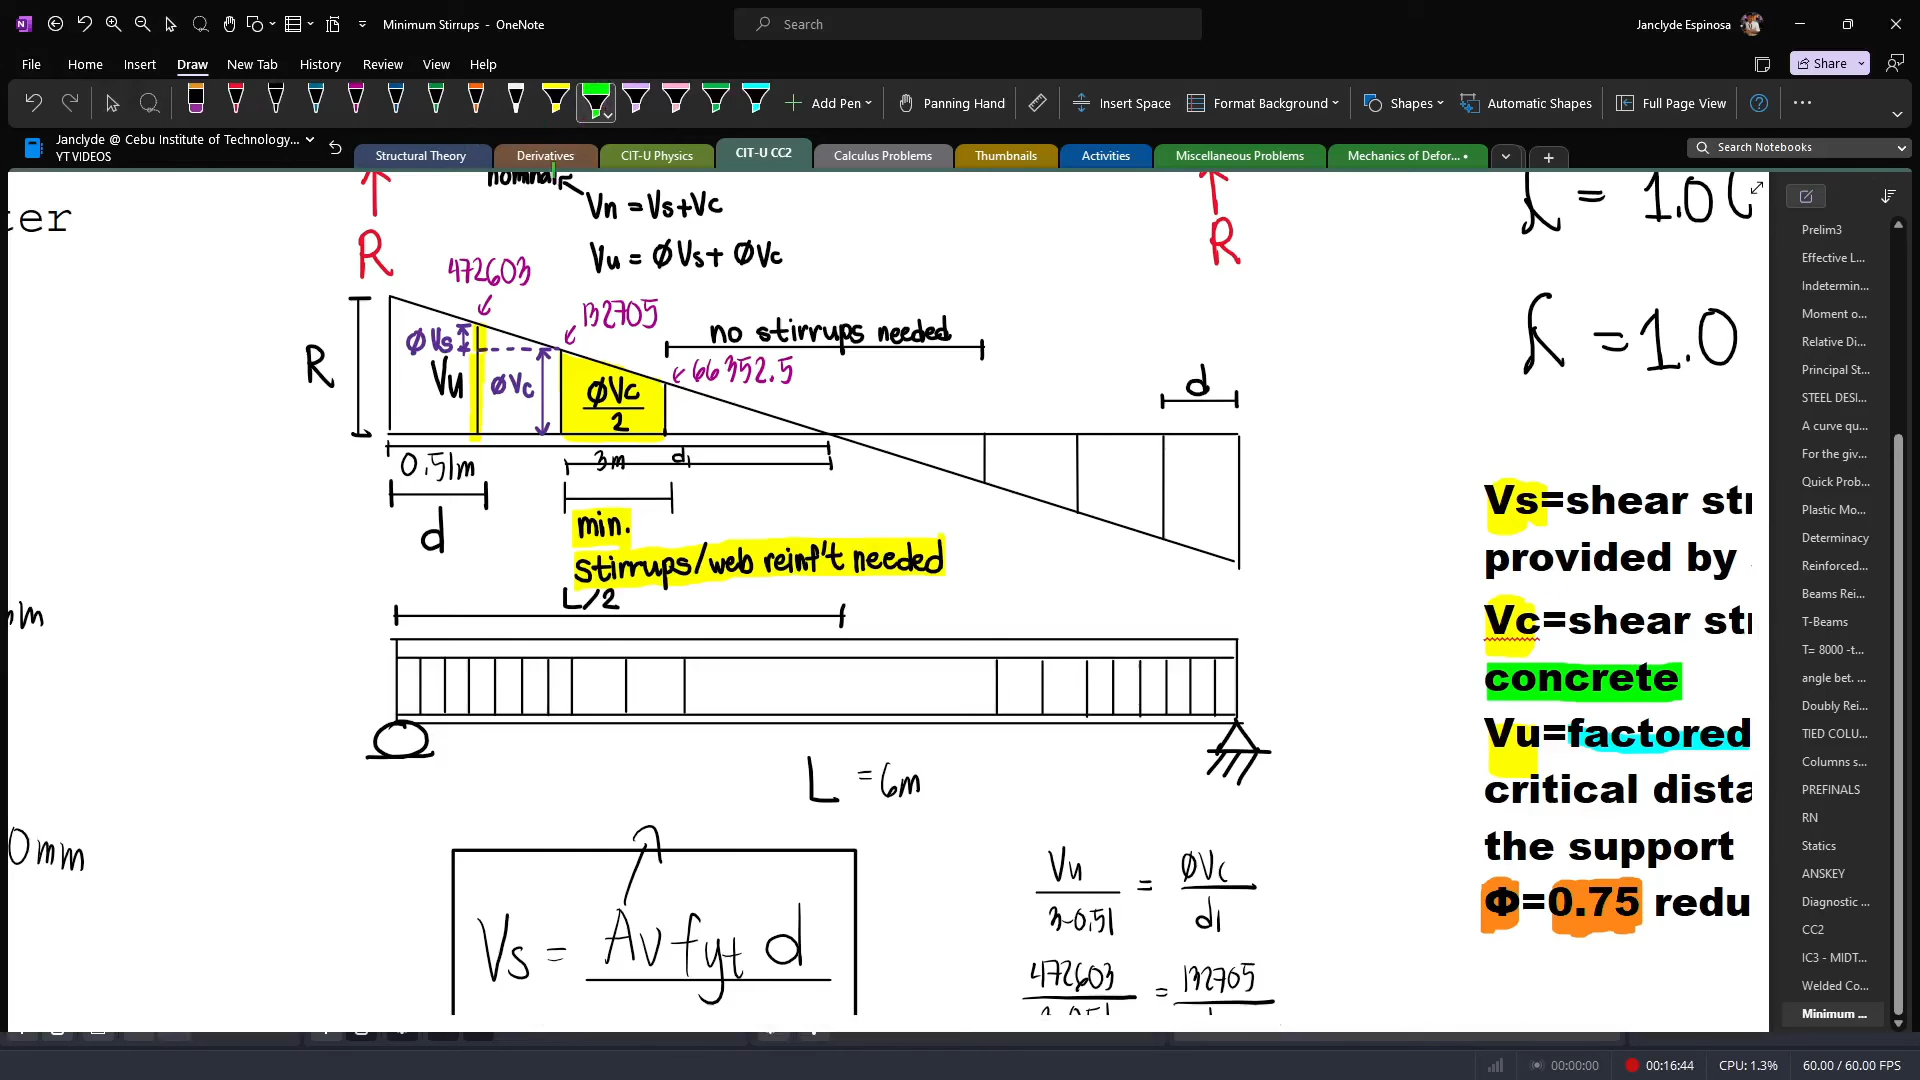 Minimum Stirrups - OneNote
Search
Janclyde Espinosa
File Home Insert Draw New Tab History Review View Help
Share
Add Pen
Panning Hand
Insert Space
Format Background
Shapes
Automatic Shapes
Full Page View
Janclyde @ Cebu Institute of Technology...
YT VIDEOS
Structural Theory
Derivatives
CIT-U Physics
CIT-U CC2
Calculus Problems
Thumbnails
Activities
Miscellaneous Problems
Mechanics of Defor...
Search Notebooks
ter
nominal
Vn = Vs+Vc
Vu = ØVs + ØVc
R
R
472603
132705
66352.5
no stirrups needed
R
ØVs
Vu
ØVc
ØVc
2
d
0.51m
3m
d1
d
min.
stirrups/web reinf't needed
L/2
L = 6m
mm
0mm
Vs = Av fyt d
Vu = ØVc
3-0.51 d1
472603 = 132705
λ = 1.0
λ = 1.0
Vs=shear str
provided by
Vc=shear str
concrete
Vu=factored
critical dista
the support
Φ=0.75 redu
Prelim3
Effective L...
Indetermin...
Moment o...
Relative Di...
Principal St...
STEEL DESI...
A curve qu...
For the giv...
Quick Prob...
Plastic Mo...
Determinacy
Reinforced...
Beams Rei...
T-Beams
T= 8000 -t...
angle bet. ...
Doubly Rei...
TIED COLU...
Columns s...
PREFINALS
RN
Statics
ANSKEY
Diagnostic ...
CC2
IC3 - MIDT...
Welded Co...
Minimum ...
00:00:00
00:16:44
CPU: 1.3%
60.00 / 60.00 FPS